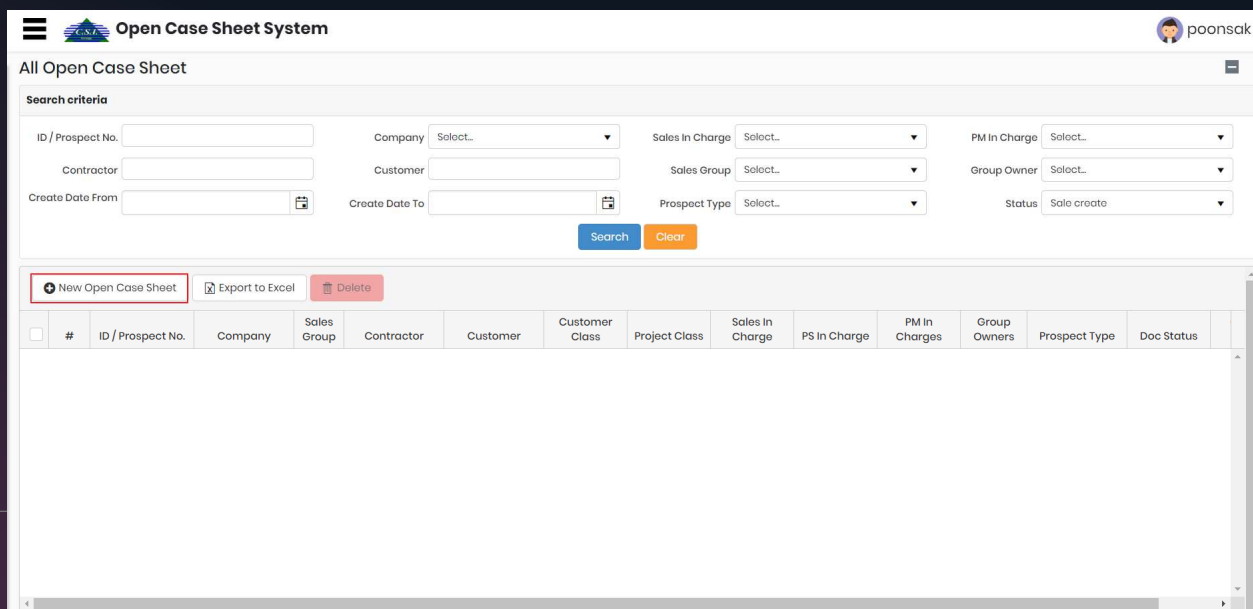 C.S.I. Open Case Sheet System poonsak
All Open Case Sheet
Search criteria
ID / Prospect No. Company Select... Sales In Charge Select... PM In Charge Select...
Contractor Customer Sales Group Select... Group Owner Select...
Create Date From Create Date To Prospect Type Select... Status Sale create
Search Clear
New Open Case Sheet Export to Excel Delete
# ID / Prospect No. Company Sales Group Contractor Customer Customer Class Project Class Sales In Charge PS In Charge PM In Charges Group Owners Prospect Type Doc Status